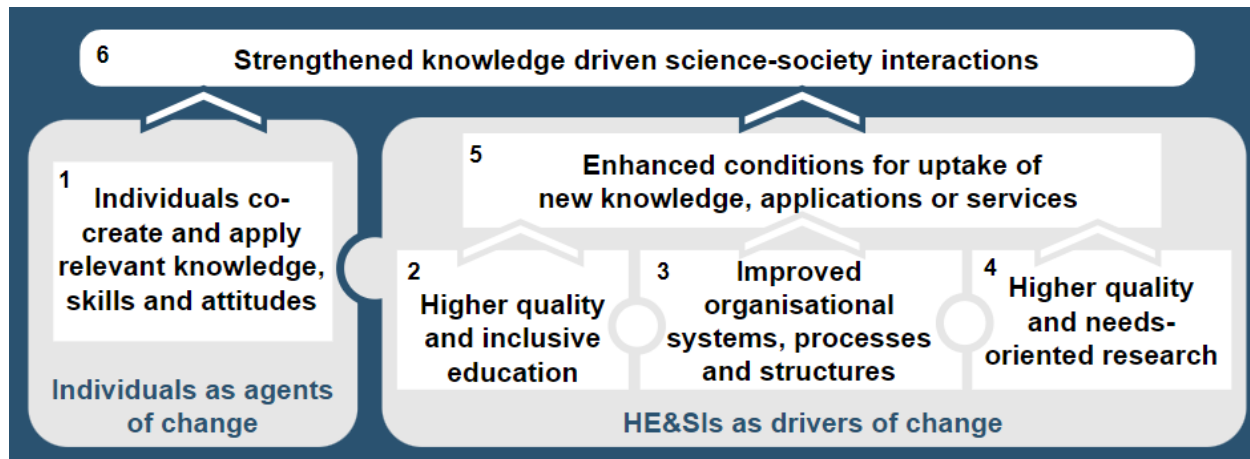 6
Strengthened knowledge driven science-society interactions
1
Individuals co-
create and apply
relevant knowledge,
skills and attitudes
Individuals as agents
of change
5
Enhanced conditions for uptake of
new knowledge, applications or services
2
Higher quality
and inclusive
education
3
Improved
organisational
systems, processes
and structures
4
Higher quality
and needs-
oriented research
HE&SIs as drivers of change